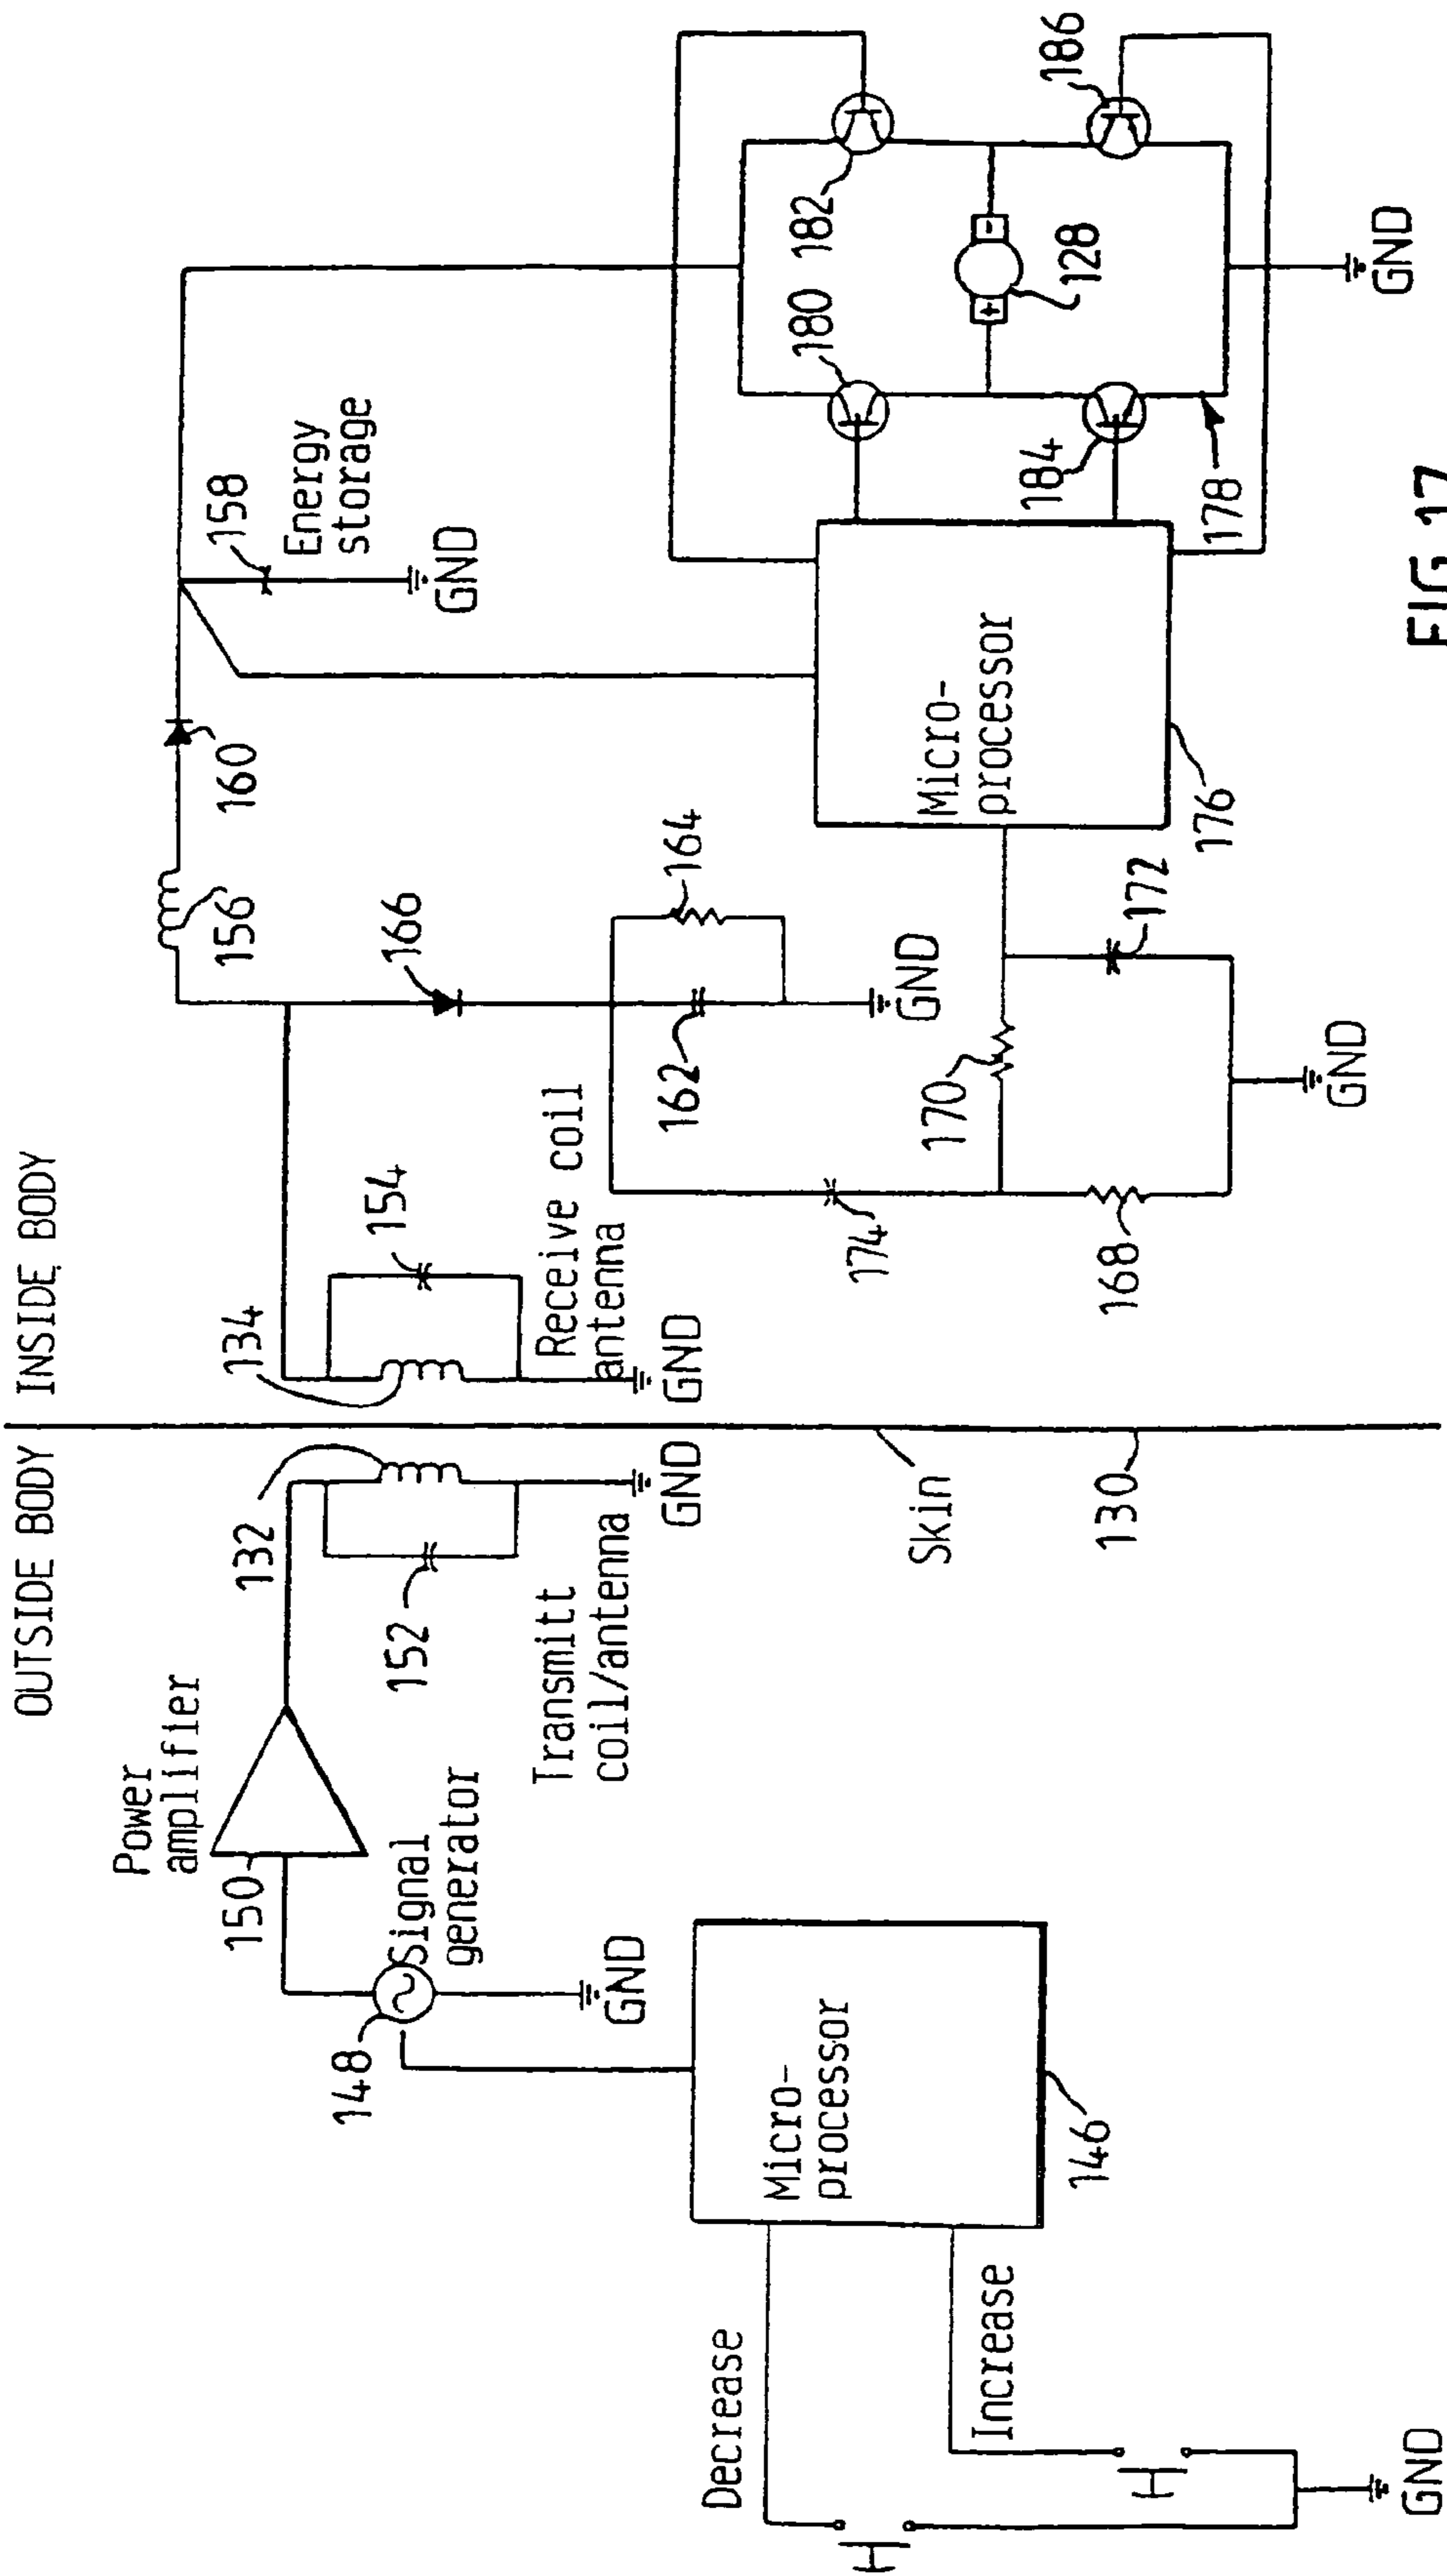 OUTSIDE BODY
INSIDE BODY
Power
amplifier
150
148
Signal
generator
GND
132
152
Transmitt
coil/antenna
GND
Micro-
processor
146
Decrease
Increase
GND
Skin
130
134
154
Receive coil
antenna
GND
156
160
158
Energy
storage
GND
166
164
162
GND
174
170
168
172
GND
Micro-
processor
176
180
182
128
+
-
184
186
178
GND
FIG.17